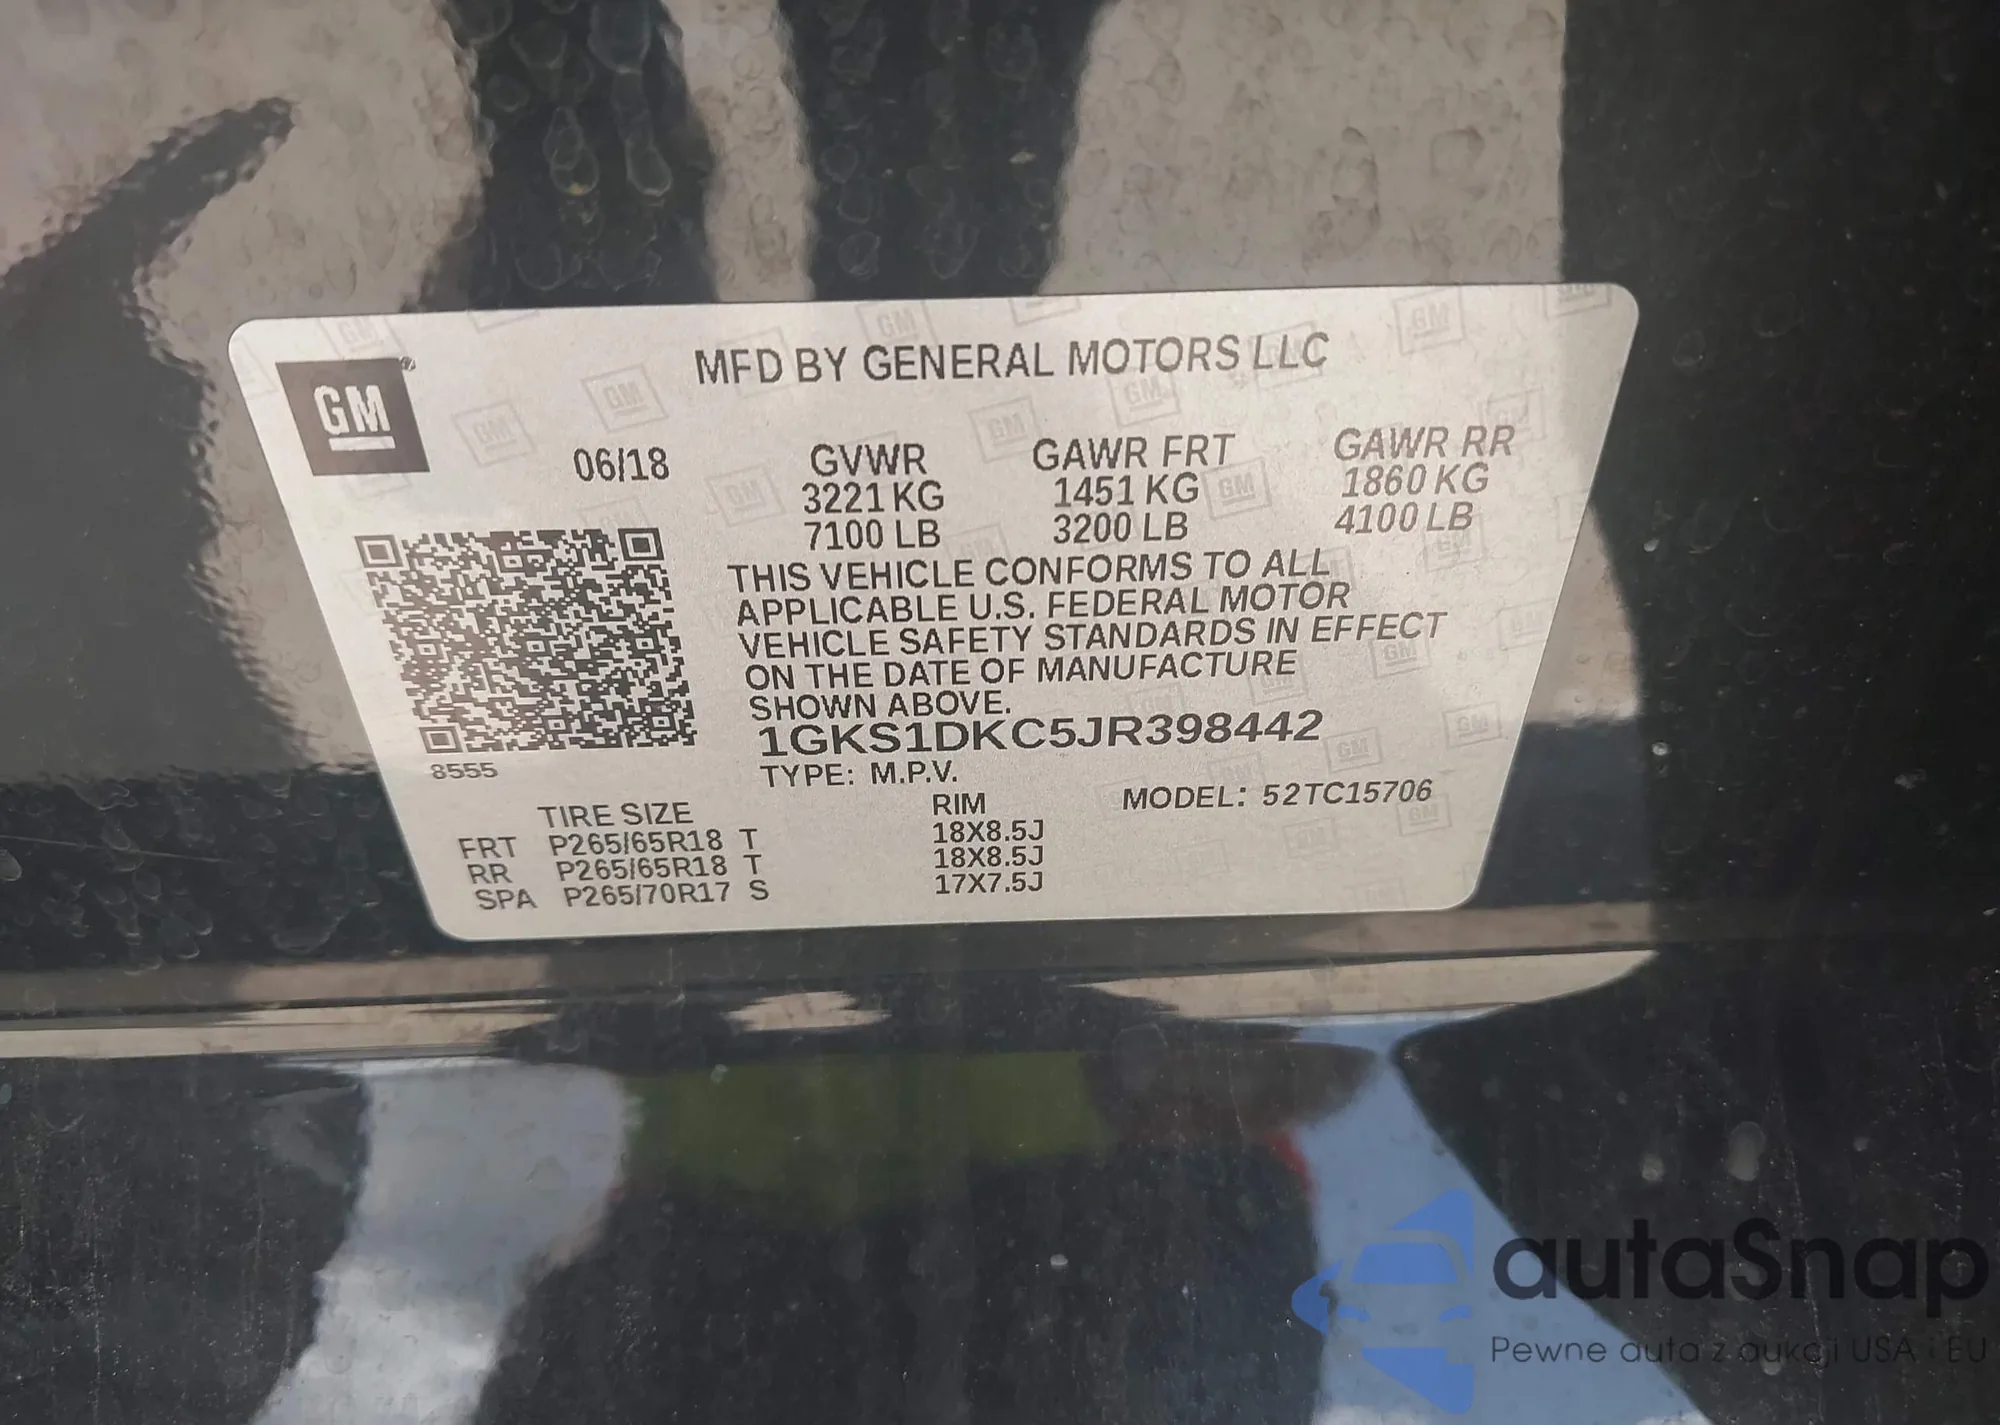 MFD BY GENERAL MOTORS LLC
GM
06/18
GVWR GAWR FRT GAWR RR
3221 KG 1451 KG 1860 KG
7100 LB 3200 LB 4100 LB
THIS VEHICLE CONFORMS TO ALL
APPLICABLE U.S. FEDERAL MOTOR
VEHICLE SAFETY STANDARDS IN EFFECT
ON THE DATE OF MANUFACTURE
SHOWN ABOVE.
1GKS1DKC5JR398442
8555
TYPE: M.P.V.
MODEL: 52TC15706
TIRE SIZE RIM
FRT P265/65R18 T 18X8.5J
RR P265/65R18 T 18X8.5J
SPA P265/70R17 S 17X7.5J
autaSnap
Pewne auta z aukcji USA i EU